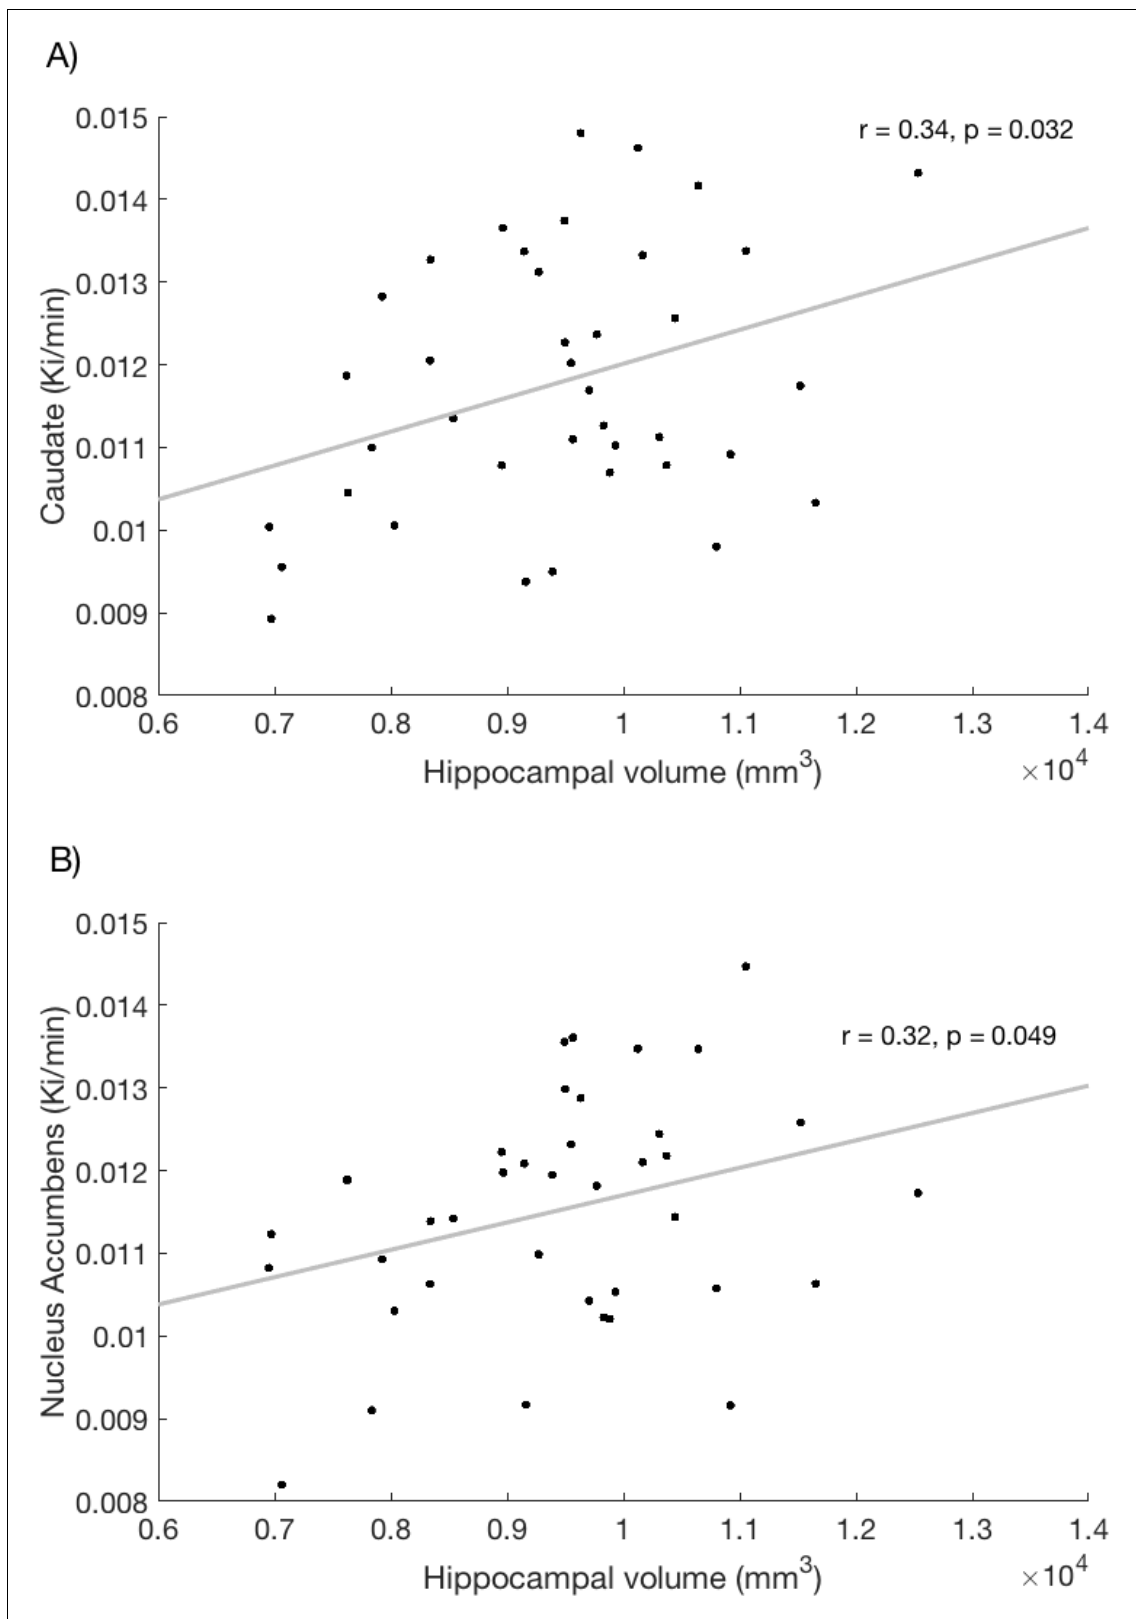 A)
0.015
r = 0.34, p = 0.032
0.014
0.013
0.012
0.011
0.01
0.009
0.008
Caudate (Ki/min)
0.6 0.7 0.8 0.9 1 1.1 1.2 1.3 1.4
Hippocampal volume (mm³)
×10⁴
B)
0.015
0.014
r = 0.32, p = 0.049
0.013
0.012
0.011
0.01
0.009
0.008
Nucleus Accumbens (Ki/min)
0.6 0.7 0.8 0.9 1 1.1 1.2 1.3 1.4
Hippocampal volume (mm³)
×10⁴